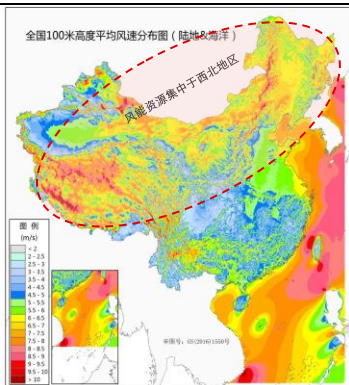 全国100米高度平均风速分布图（陆地&海洋）
风能资源集中于西北地区
图 例
(m/s)
< 2
2 - 2.5
2.5 - 3
3 - 3.5
3.5 - 4
4 - 4.5
4.5 - 5
5 - 5.5
5.5 - 6
6 - 6.5
6.5 - 7
7 - 7.5
7.5 - 8
8 - 8.5
8.5 - 9
9 - 9.5
9.5 - 10
> 10
审图号：GS(2016)1550号